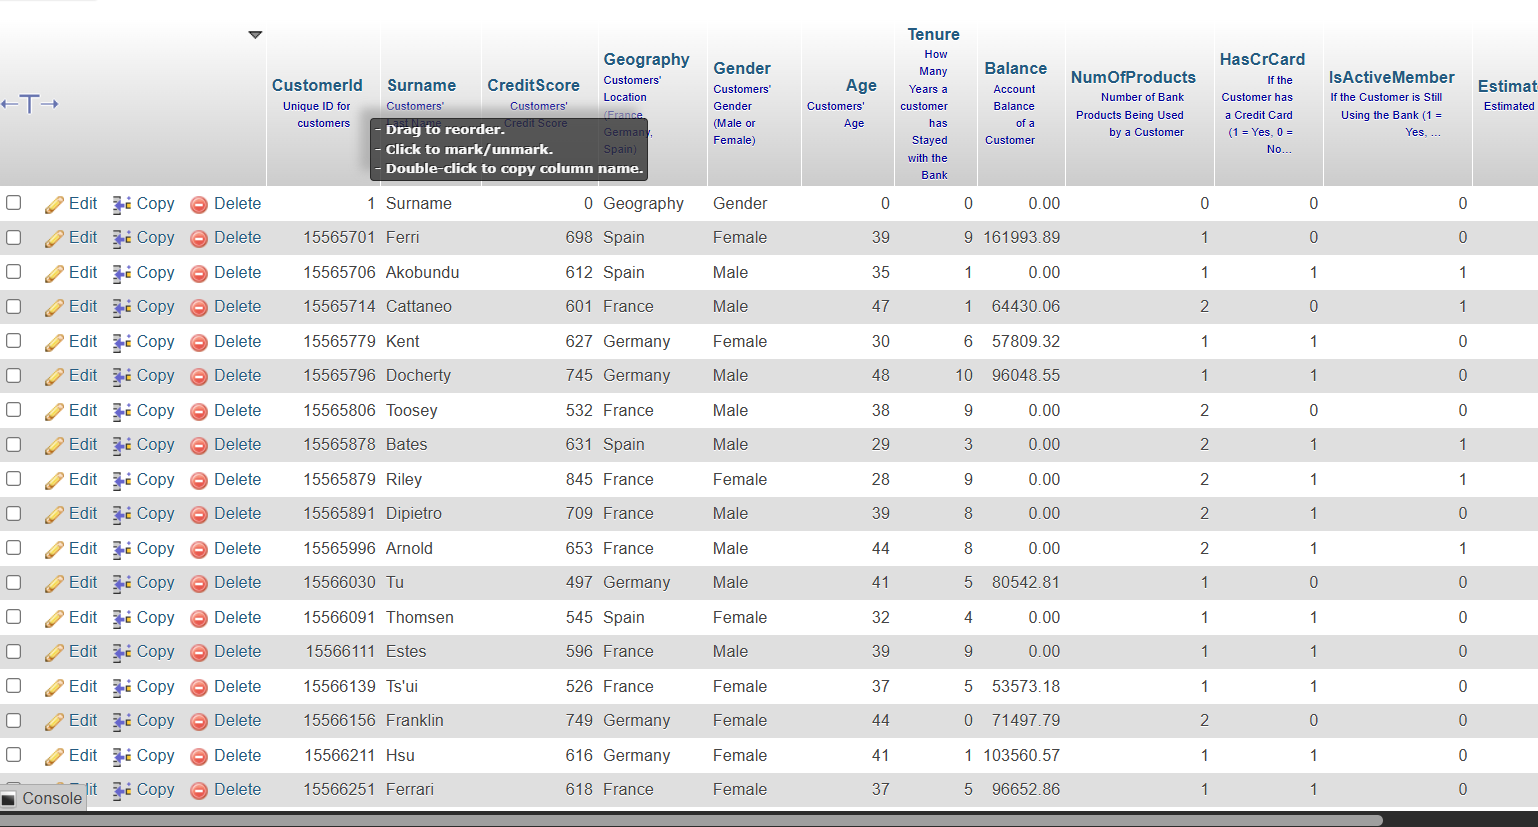 CustomerId
Unique ID for
customers
Surname
Customers'
Last Name
CreditScore
Customers'
Credit Score
Geography
Customers'
Location
(France,
Germany,
Spain)
Gender
Customers'
Gender
(Male or
Female)
Age
Customers'
Age
Tenure
How
Many
Years a
customer
has
Stayed
with the
Bank
Balance
Account
Balance
of a
Customer
NumOfProducts
Number of Bank
Products Being Used
by a Customer
HasCrCard
If the
Customer has
a Credit Card
(1 = Yes, 0 =
No...
IsActiveMember
If the Customer is Still
Using the Bank (1 =
Yes, ...
Estimat
Estimated
- Drag to reorder.
- Click to mark/unmark.
- Double-click to copy column name.
Edit Copy Delete 1 Surname 0 Geography Gender 0 0 0.00 0 0 0
Edit Copy Delete 15565701 Ferri 698 Spain Female 39 9 161993.89 1 0 0
Edit Copy Delete 15565706 Akobundu 612 Spain Male 35 1 0.00 1 1 1
Edit Copy Delete 15565714 Cattaneo 601 France Male 47 1 64430.06 2 0 1
Edit Copy Delete 15565779 Kent 627 Germany Female 30 6 57809.32 1 1 0
Edit Copy Delete 15565796 Docherty 745 Germany Male 48 10 96048.55 1 1 0
Edit Copy Delete 15565806 Toosey 532 France Male 38 9 0.00 2 0 0
Edit Copy Delete 15565878 Bates 631 Spain Male 29 3 0.00 2 1 1
Edit Copy Delete 15565879 Riley 845 France Female 28 9 0.00 2 1 1
Edit Copy Delete 15565891 Dipietro 709 France Male 39 8 0.00 2 1 0
Edit Copy Delete 15565996 Arnold 653 France Male 44 8 0.00 2 1 1
Edit Copy Delete 15566030 Tu 497 Germany Male 41 5 80542.81 1 0 0
Edit Copy Delete 15566091 Thomsen 545 Spain Female 32 4 0.00 1 1 0
Edit Copy Delete 15566111 Estes 596 France Male 39 9 0.00 1 1 0
Edit Copy Delete 15566139 Ts'ui 526 France Female 37 5 53573.18 1 1 0
Edit Copy Delete 15566156 Franklin 749 Germany Female 44 0 71497.79 2 0 0
Edit Copy Delete 15566211 Hsu 616 Germany Female 41 1 103560.57 1 1 0
Copy Delete 15566251 Ferrari 618 France Female 37 5 96652.86 1 1 0
Console